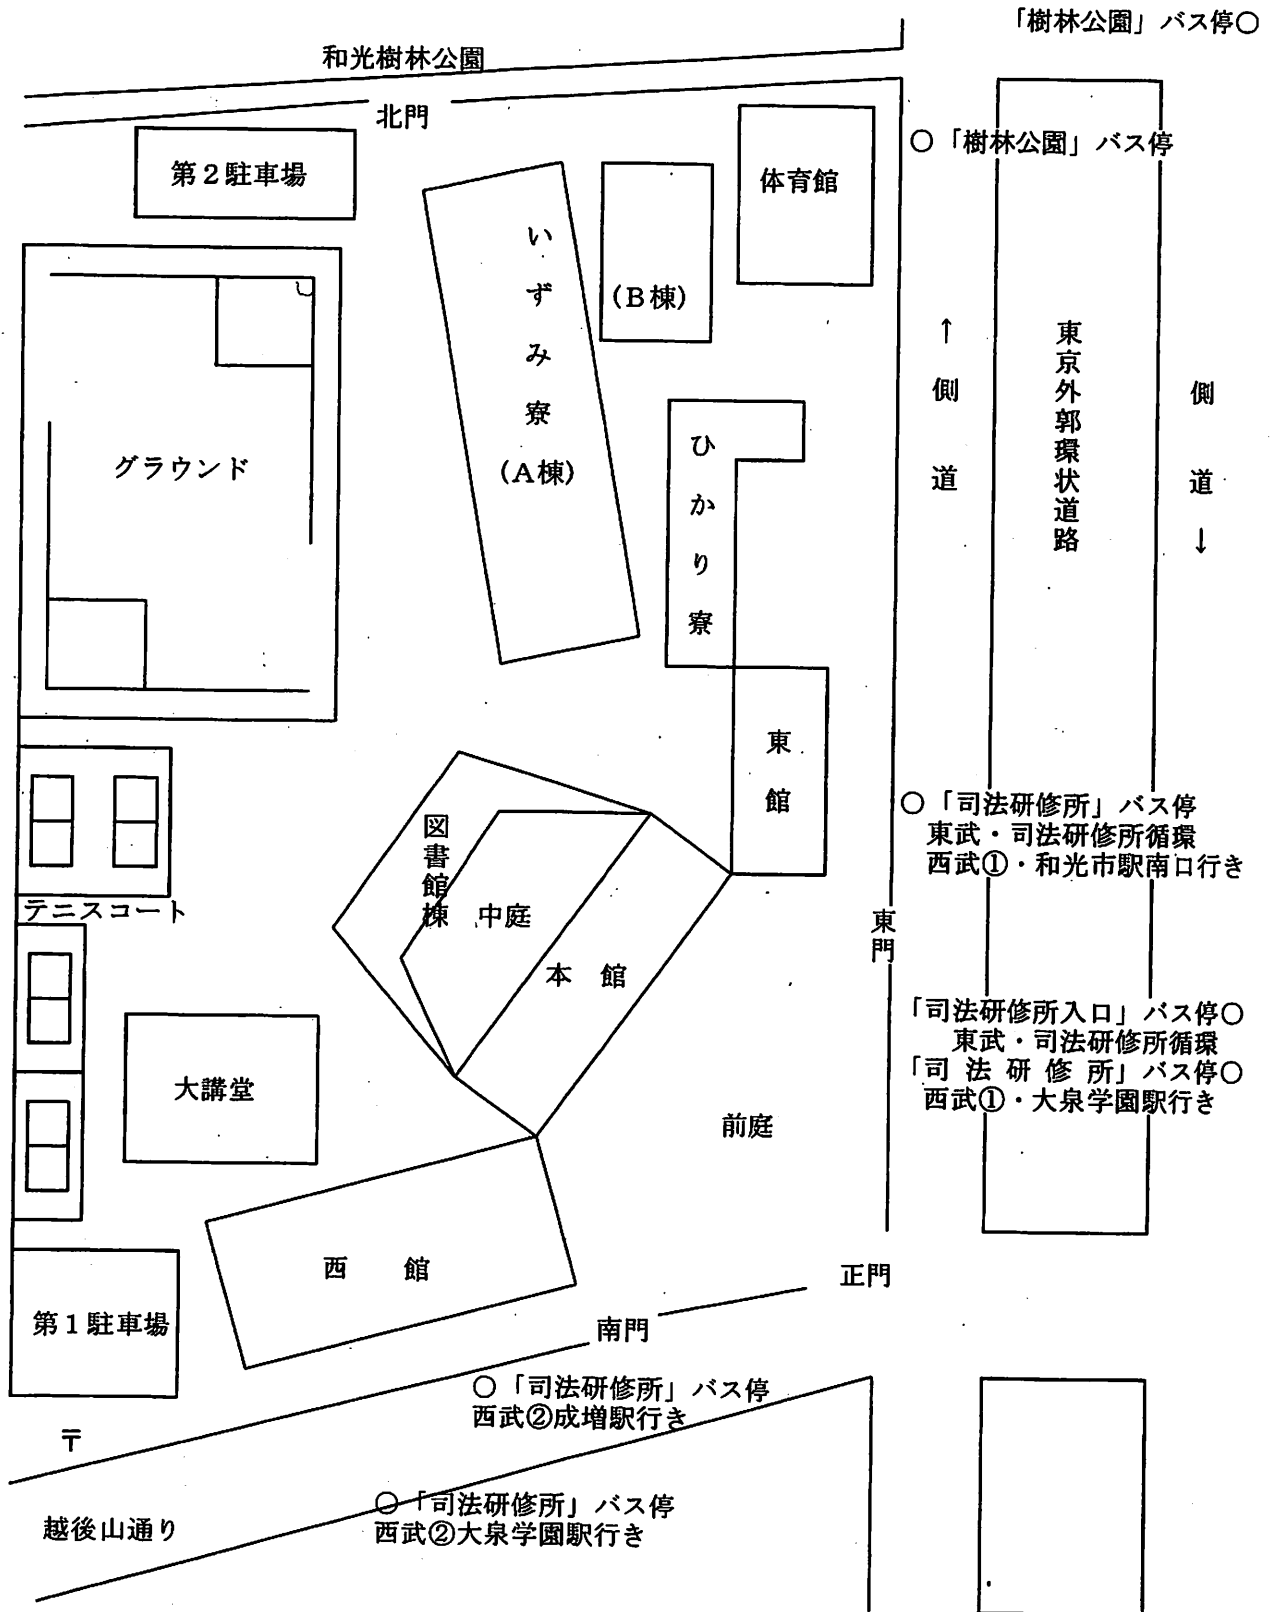 「樹林公園」バス停○
和光樹林公園
北門
○「樹林公園」バス停
第2駐車場
体育館
いずみ寮
(A棟)
(B棟)
グラウンド
ひかり寮
↑側道
東京外郭環状道路
側道↓
東館
○「司法研修所」バス停
東武・司法研修所循環
西武①・和光市駅南口行き
図書館棟
中庭
テニスコート
本館
東門
「司法研修所入口」バス停○
東武・司法研修所循環
「司法研修所」バス停○
西武①・大泉学園駅行き
大講堂
前庭
西館
正門
第1駐車場
南門
○「司法研修所」バス停
西武②成増駅行き
〒
○「司法研修所」バス停
西武②大泉学園駅行き
越後山通り